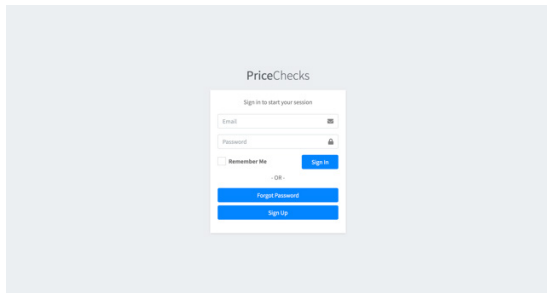 PriceChecks
Sign in to start your session
Email
Password
Remember Me
Sign In
- OR -
Forgot Password
Sign Up